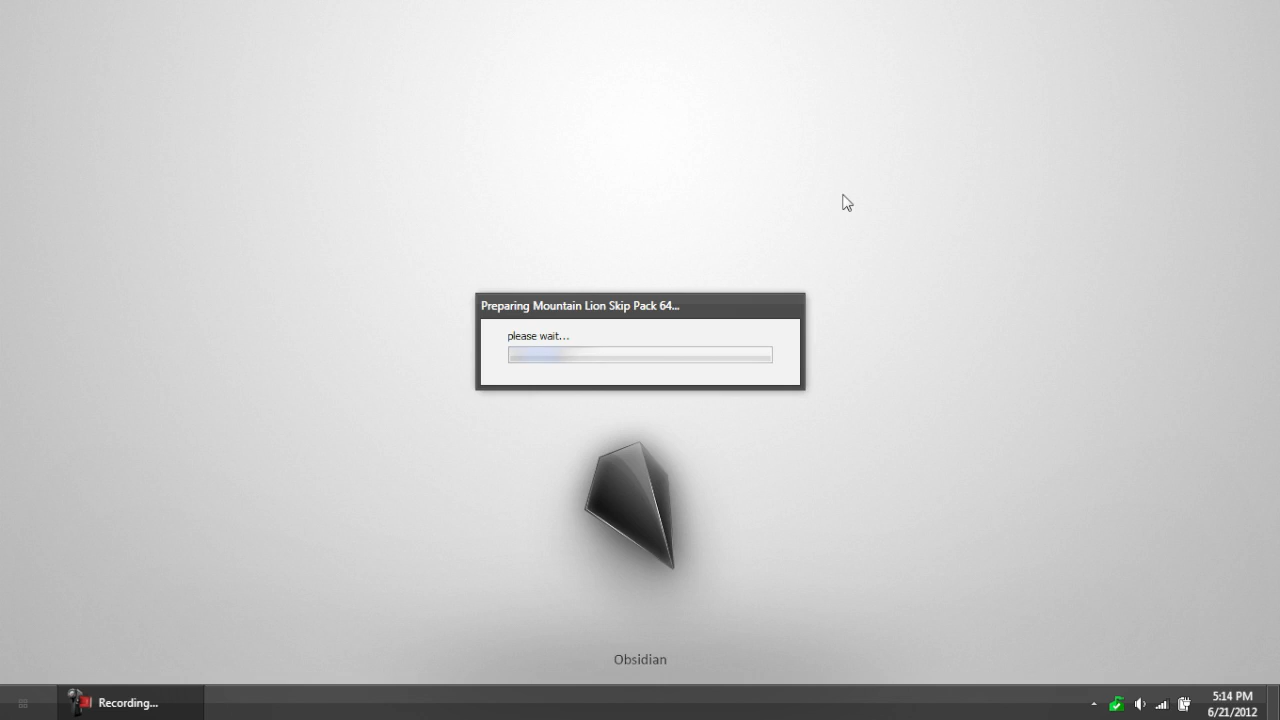 Preparing Mountain Lion Skip Pack 64...
please wait...
Obsidian
Recording...
5:14 PM
6/21/2012